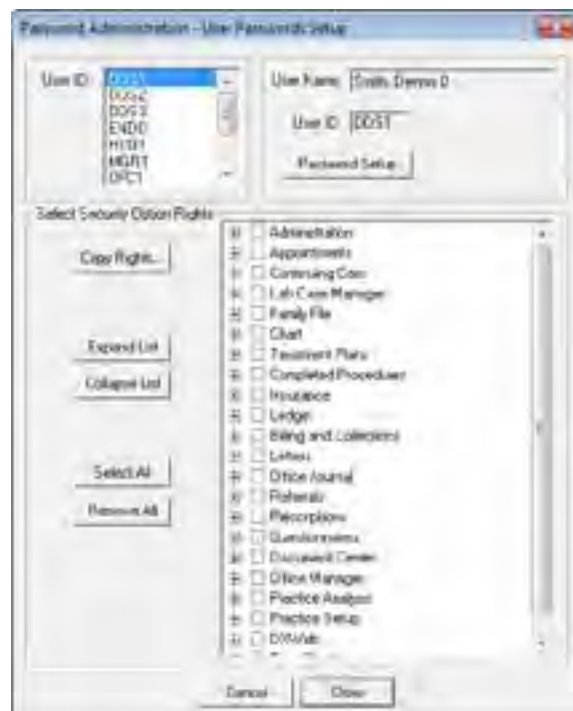 Password Administration - User Passwords Setup
User ID:
DDS1
DDS2
DDS3
ENDO
HYG1
MGR1
OFC1
User Name: Smith, Dennis D
User ID: DDS1
Password Setup
Select Security Option Rights
Copy Rights...
Expand List
Collapse List
Select All
Remove All
Administration
Appointments
Continuing Care
Lab Case Manager
Family File
Chart
Treatment Plans
Completed Procedures
Insurance
Ledger
Billing and Collections
Letters
Office Journal
Referrals
Prescriptions
Questionnaires
Document Center
Office Manager
Practice Analysis
Practice Setup
DXWeb
Cancel
Close